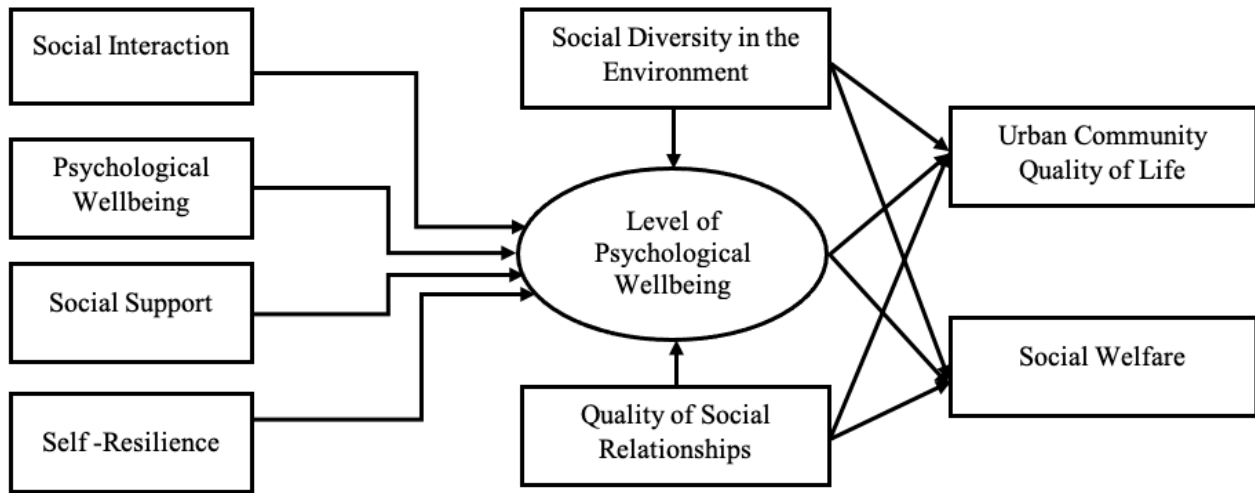 Social Interaction
Psychological
Wellbeing
Social Support
Self -Resilience
Social Diversity in the
Environment
Level of
Psychological
Wellbeing
Quality of Social
Relationships
Urban Community
Quality of Life
Social Welfare